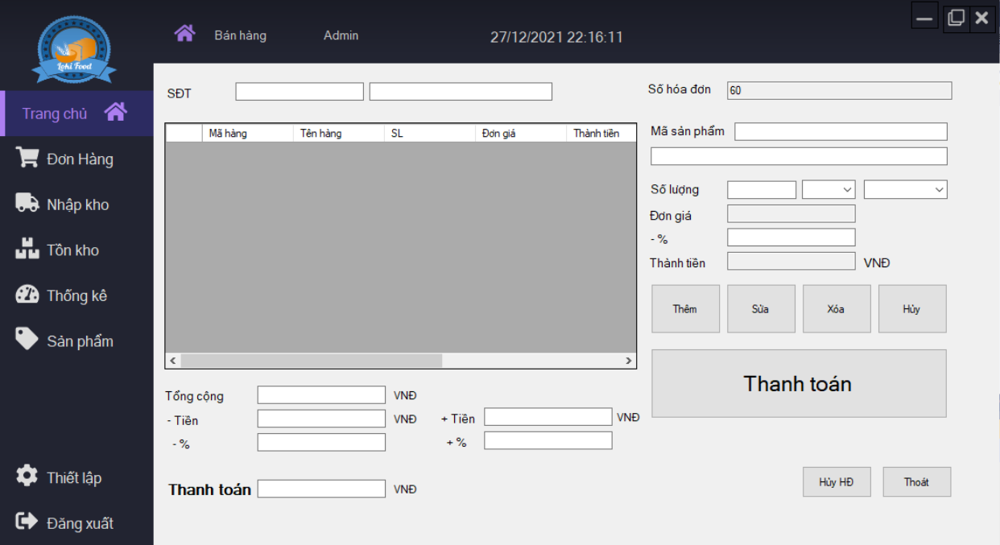 Loki Food
Bán hàng
Admin
27/12/2021 22:16:11
Trang chủ
Đơn Hàng
Nhập kho
Tồn kho
Thống kê
Sản phẩm
Thiết lập
Đăng xuất
SĐT
Mã hàng Tên hàng SL Đơn giá Thành tiền
Tổng cộng VNĐ
- Tiền VNĐ + Tiền VNĐ
- % + %
Thanh toán VNĐ
Số hóa đơn 60
Mã sản phẩm
Số lượng
Đơn giá
- %
Thành tiền VNĐ
Thêm Sửa Xóa Hủy
Thanh toán
Hủy HĐ Thoát